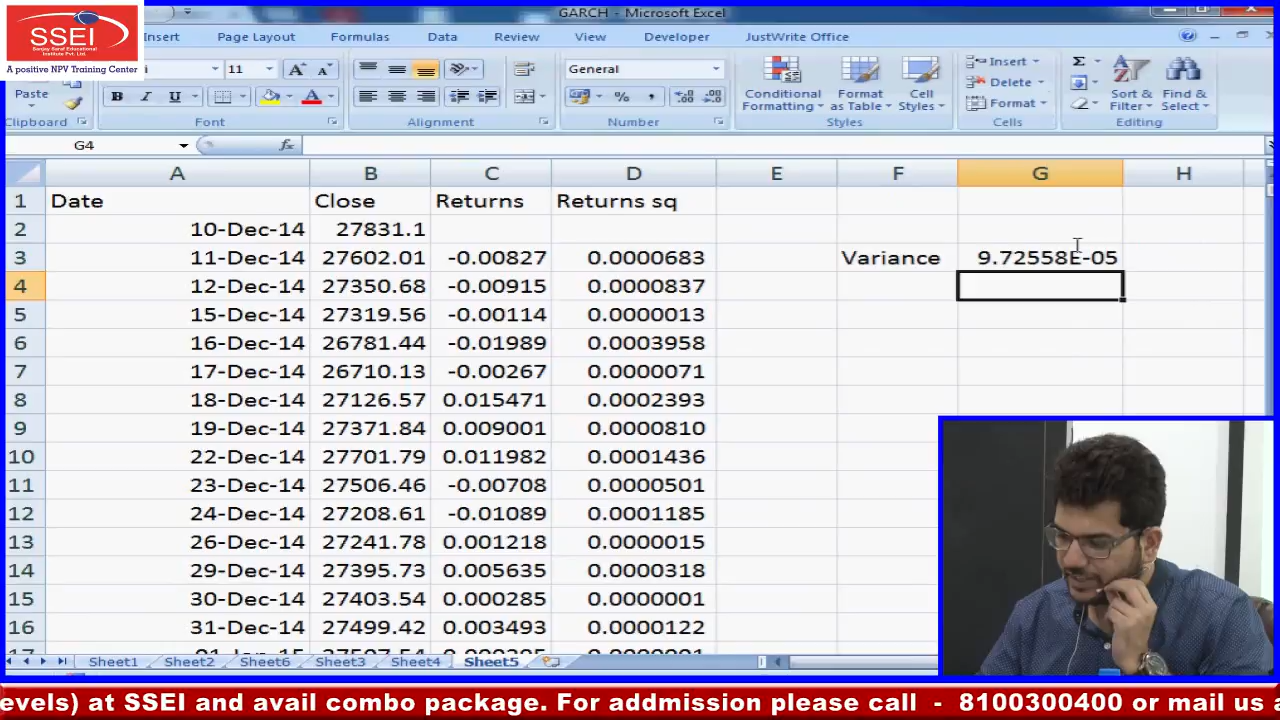 GARCH - Microsoft Excel
SSEI
Sanjay Saraf Educational
Institute Pvt. Ltd.
A positive NPV Training Center
Insert Page Layout Formulas Data Review View Developer JustWrite Office
11 General Conditional Formatting Format as Table Cell Styles Insert Delete Format Sort & Filter Find & Select
Paste B I U
Clipboard Font Alignment Number Styles Cells Editing
G4 fx
A B C D E F G H
1 Date Close Returns Returns sq
2 10-Dec-14 27831.1
3 11-Dec-14 27602.01 -0.00827 0.0000683 Variance 9.72558E-05
4 12-Dec-14 27350.68 -0.00915 0.0000837
5 15-Dec-14 27319.56 -0.00114 0.0000013
6 16-Dec-14 26781.44 -0.01989 0.0003958
7 17-Dec-14 26710.13 -0.00267 0.0000071
8 18-Dec-14 27126.57 0.015471 0.0002393
9 19-Dec-14 27371.84 0.009001 0.0000810
10 22-Dec-14 27701.79 0.011982 0.0001436
11 23-Dec-14 27506.46 -0.00708 0.0000501
12 24-Dec-14 27208.61 -0.01089 0.0001185
13 26-Dec-14 27241.78 0.001218 0.0000015
14 29-Dec-14 27395.73 0.005635 0.0000318
15 30-Dec-14 27403.54 0.000285 0.0000001
16 31-Dec-14 27499.42 0.003493 0.0000122
Sheet1 Sheet2 Sheet6 Sheet3 Sheet4 Sheet5
evels) at SSEI and avail combo package. For addmission please call - 8100300400 or mail us a